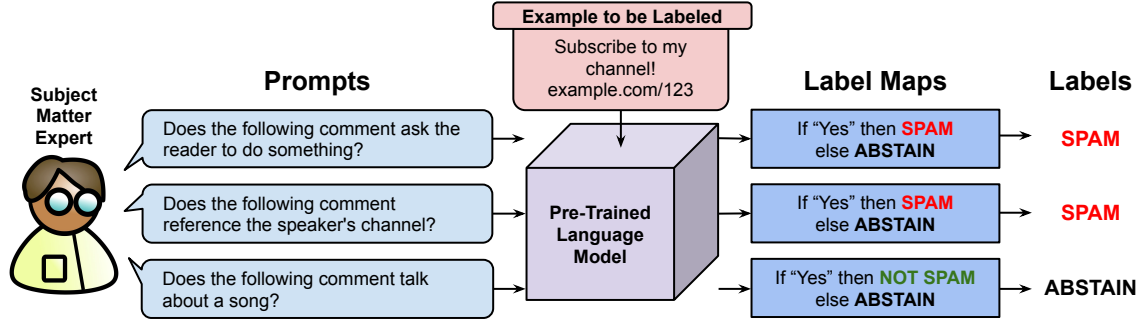 Example to be Labeled
Subscribe to my
channel!
example.com/123
Prompts
Label Maps
Labels
Subject
Matter
Expert
Does the following comment ask the
reader to do something?
If “Yes” then SPAM
else ABSTAIN
SPAM
Does the following comment
reference the speaker's channel?
Pre-Trained
Language
Model
If “Yes” then SPAM
else ABSTAIN
SPAM
Does the following comment talk
about a song?
If “Yes” then NOT SPAM
else ABSTAIN
ABSTAIN